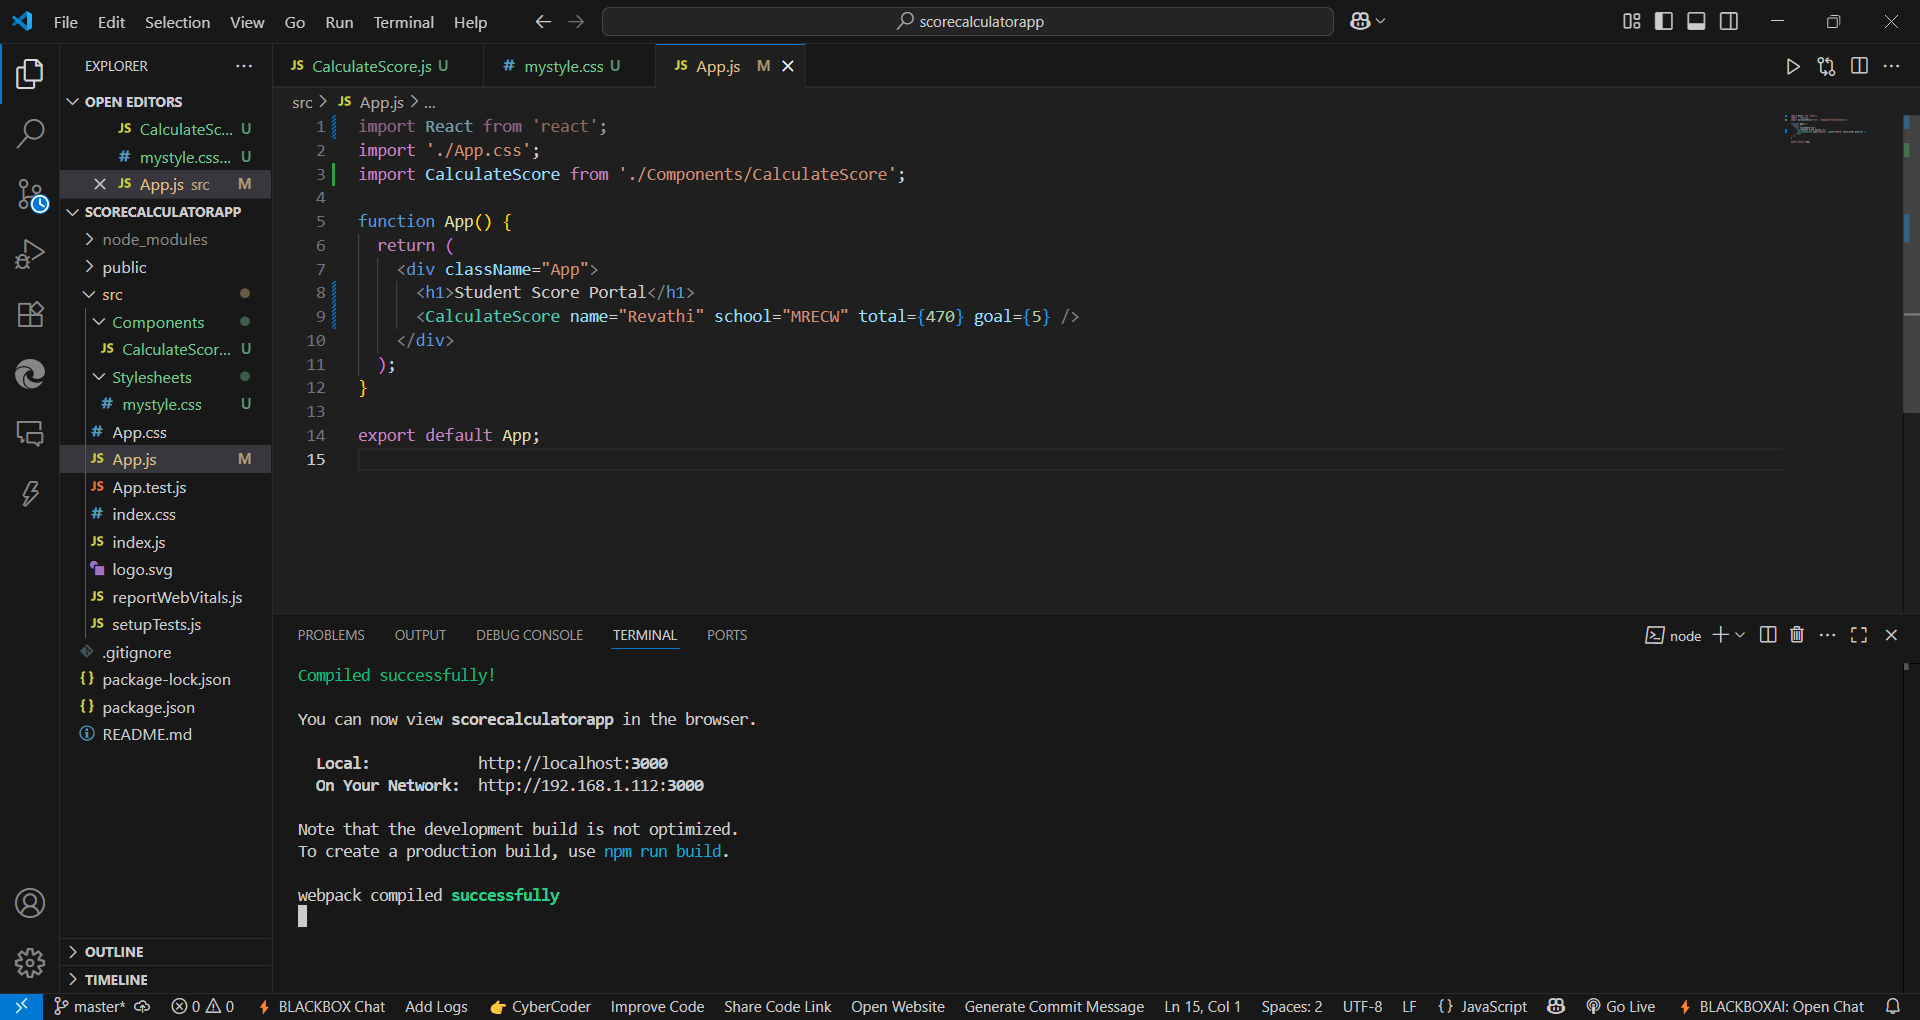 File Edit Selection View Go Run Terminal Help
scorecalculatorapp
EXPLORER
OPEN EDITORS
JS CalculateSc... U
# mystyle.css... U
JS App.js src M
SCORECALCULATORAPP
node_modules
public
src
Components
JS CalculateScor... U
Stylesheets
# mystyle.css U
# App.css
JS App.js M
JS App.test.js
# index.css
JS index.js
logo.svg
JS reportWebVitals.js
JS setupTests.js
.gitignore
{} package-lock.json
{} package.json
README.md
OUTLINE
TIMELINE
JS CalculateScore.js U # mystyle.css U JS App.js M
src > JS App.js > ...
1 import React from 'react';
2 import './App.css';
3 import CalculateScore from './Components/CalculateScore';
4
5 function App() {
6 return (
7 <div className="App">
8 <h1>Student Score Portal</h1>
9 <CalculateScore name="Revathi" school="MRECW" total={470} goal={5} />
10 </div>
11 );
12 }
13
14 export default App;
15
PROBLEMS OUTPUT DEBUG CONSOLE TERMINAL PORTS
node
Compiled successfully!
You can now view scorecalculatorapp in the browser.
Local: http://localhost:3000
On Your Network: http://192.168.1.112:3000
Note that the development build is not optimized.
To create a production build, use npm run build.
webpack compiled successfully
master* 0 0 BLACKBOX Chat Add Logs CyberCoder Improve Code Share Code Link Open Website Generate Commit Message Ln 15, Col 1 Spaces: 2 UTF-8 LF {} JavaScript Go Live BLACKBOXAI: Open Chat